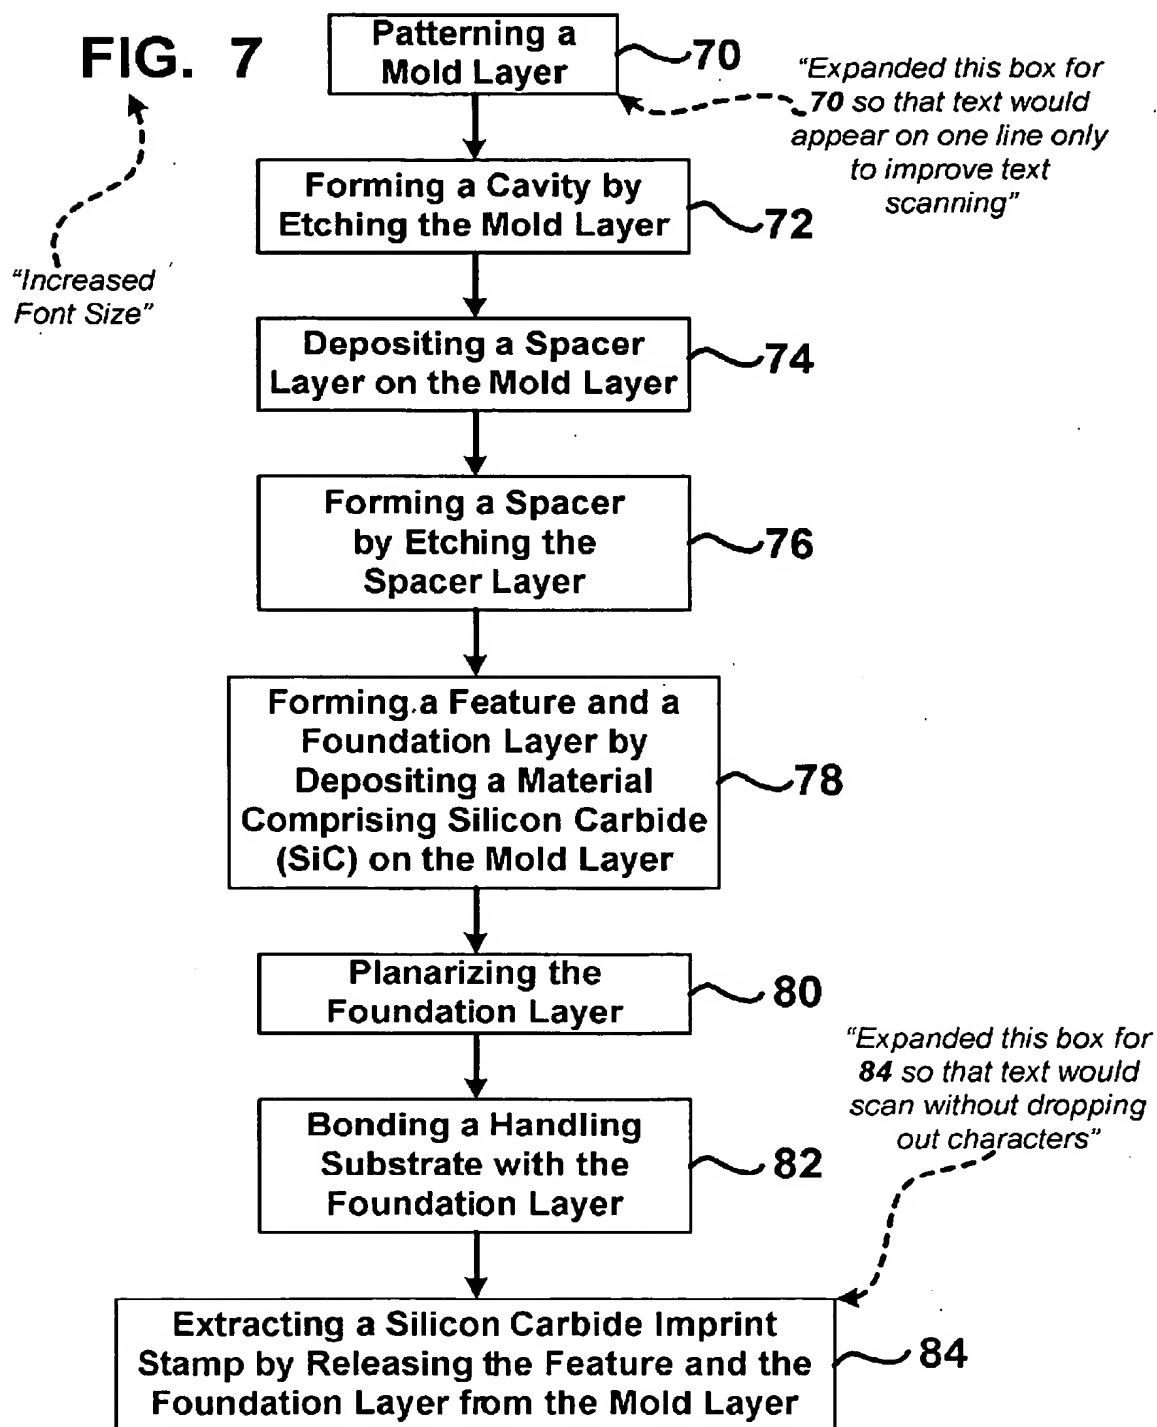 FIG. 7
Patterning a
Mold Layer
70
"Expanded this box for
70 so that text would
appear on one line only
to improve text
scanning"
"Increased
Font Size"
Forming a Cavity by
Etching the Mold Layer
72
Depositing a Spacer
Layer on the Mold Layer
74
Forming a Spacer
by Etching the
Spacer Layer
76
Forming a Feature and a
Foundation Layer by
Depositing a Material
Comprising Silicon Carbide
(SiC) on the Mold Layer
78
Planarizing the
Foundation Layer
80
"Expanded this box for
84 so that text would
scan without dropping
out characters"
Bonding a Handling
Substrate with the
Foundation Layer
82
Extracting a Silicon Carbide Imprint
Stamp by Releasing the Feature and the
Foundation Layer from the Mold Layer
84